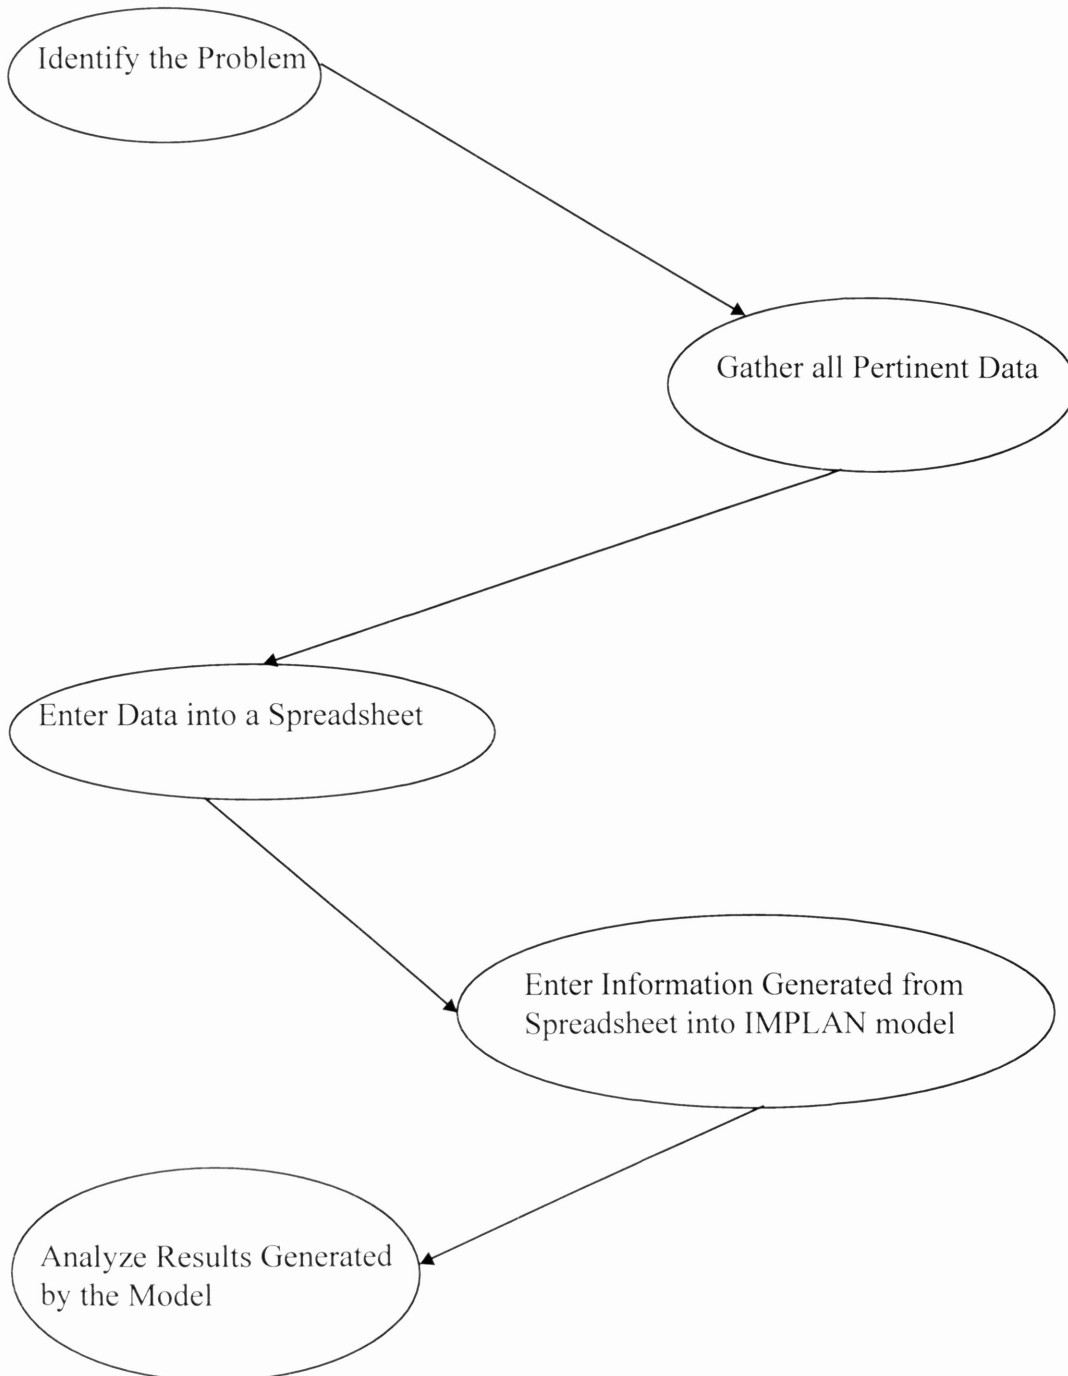 Identify the Problem
Gather all Pertinent Data
Enter Data into a Spreadsheet
Enter Information Generated from
Spreadsheet into IMPLAN model
Analyze Results Generated
by the Model